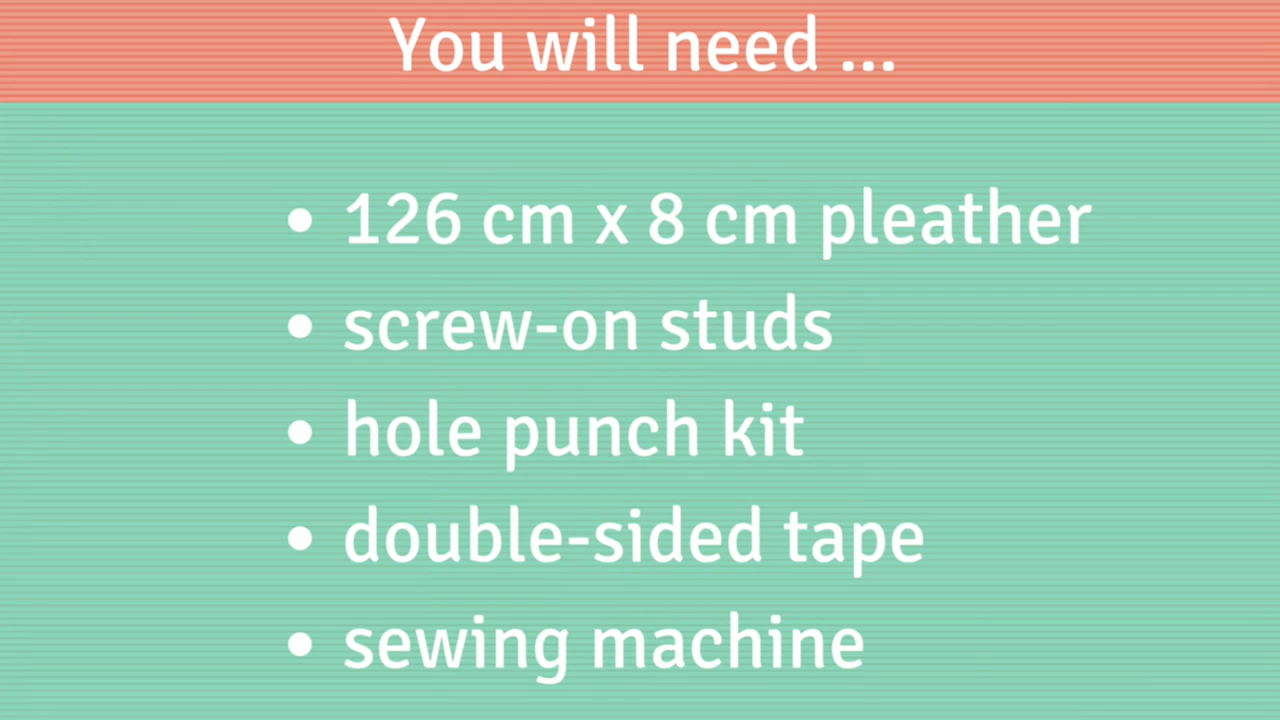 You will need ...
• 126 cm x 8 cm pleather
• screw-on studs
• hole punch kit
• double-sided tape
• sewing machine